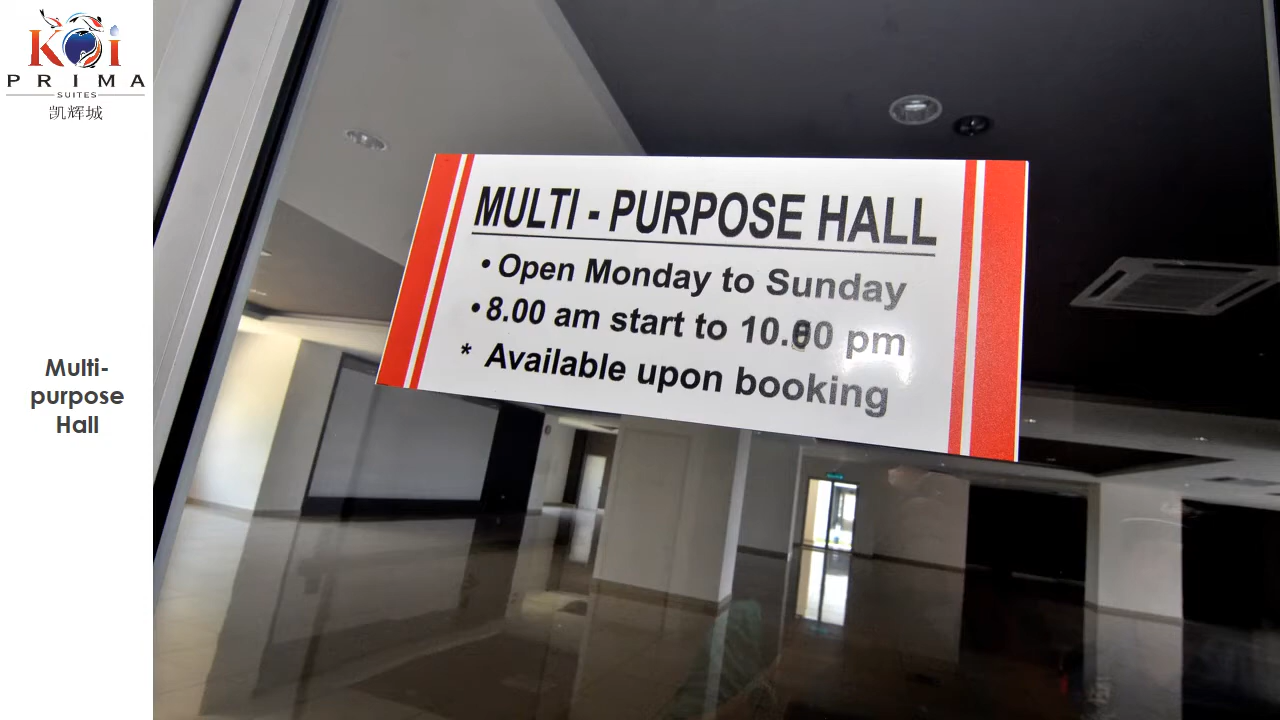 KOi
PRIMA
SUITES
凯辉城
Multi-
purpose
Hall
MULTI - PURPOSE HALL
• Open Monday to Sunday
• 8.00 am start to 10.00 pm
* Available upon booking